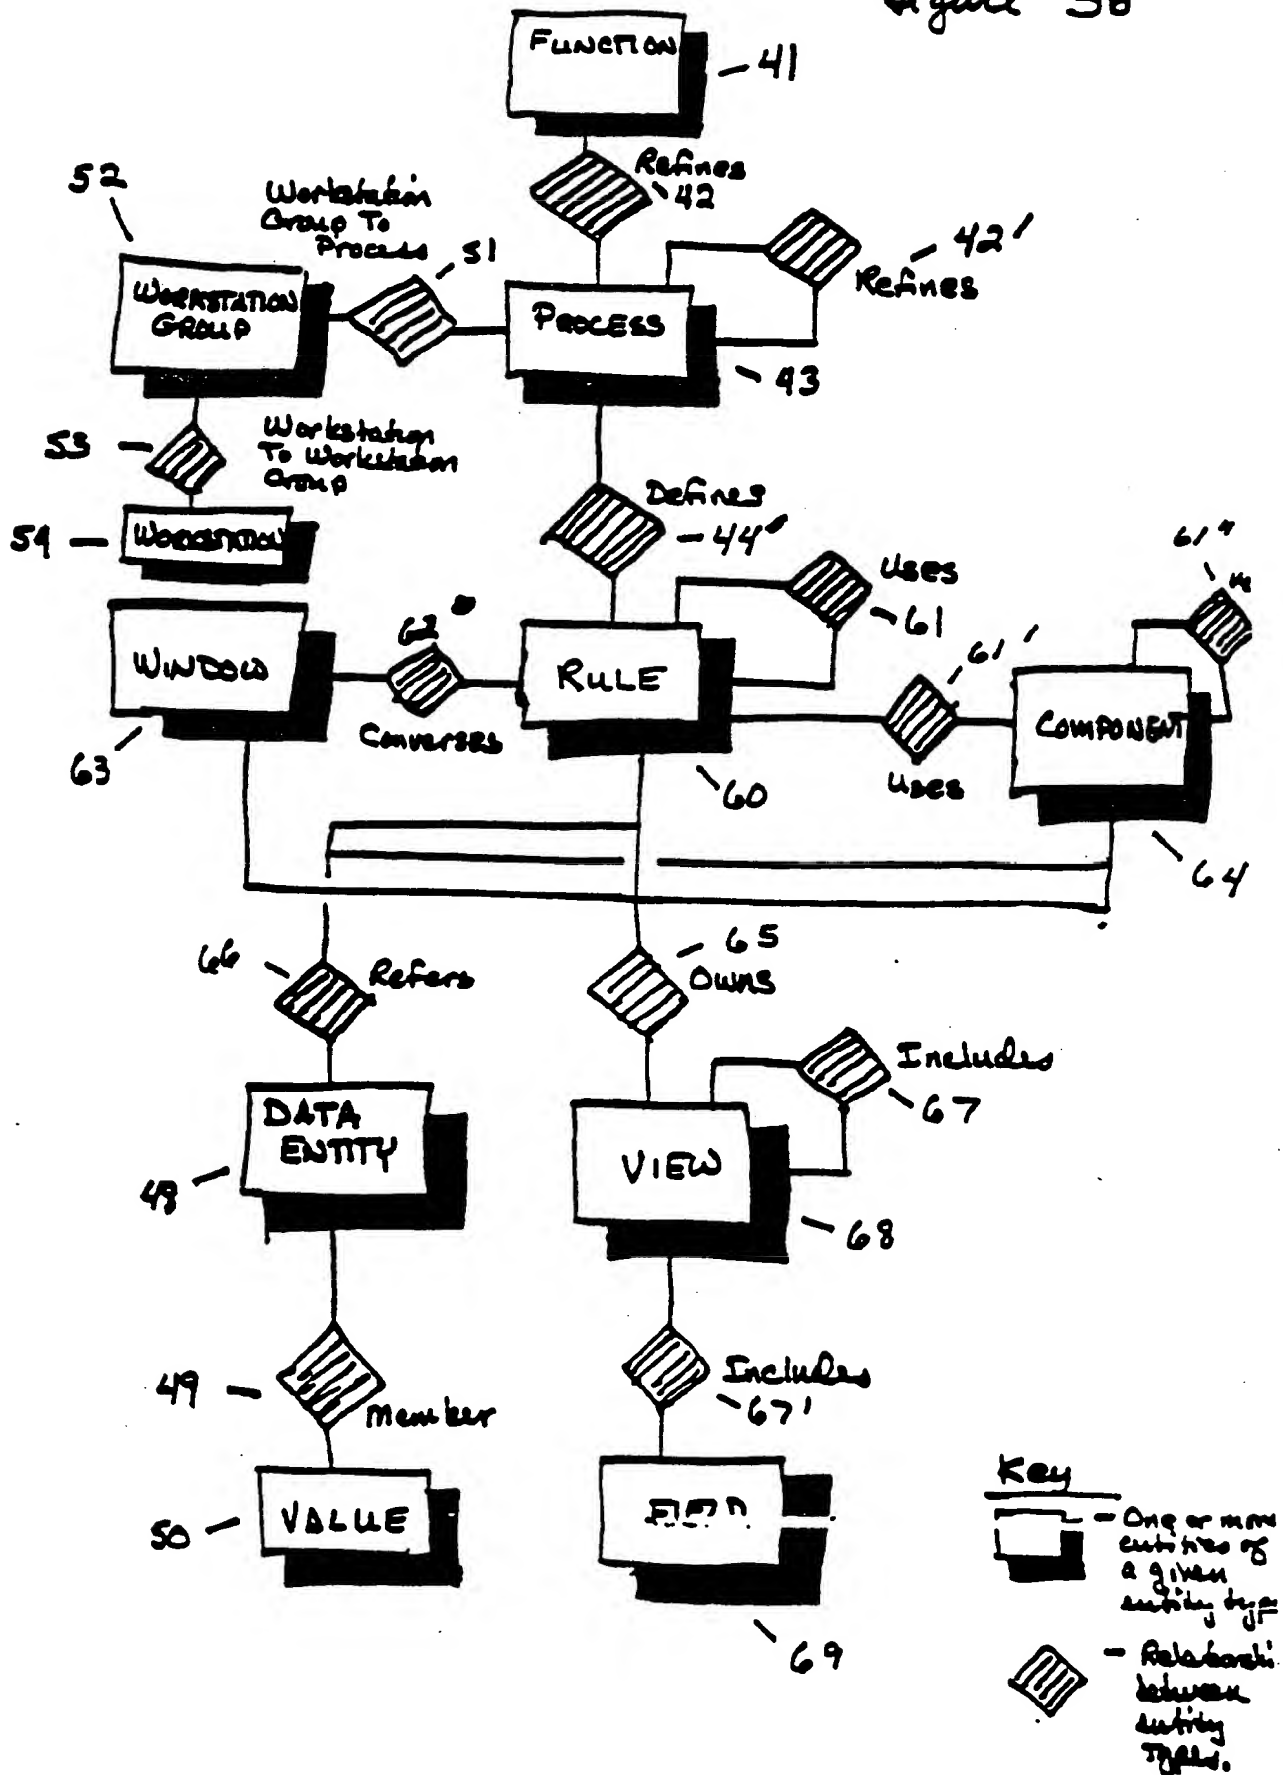 Figure 3b
FUNCTION
41
Refines
42
52
Workstation
Group To
Process
51
42'
Refines
WORKSTATION
GROUP
PROCESS
43
53
Workstation
To Workstation
Group
Defines
44'
54
WORKSTATION
Uses
61
61"
62"
WINDOW
RULE
61'
COMPONENT
Converses
63
60
Uses
64
66
Refers
65
Owns
Includes
67
DATA
ENTITY
VIEW
48
68
49
Member
Includes
67'
Key
VALUE
50
One or more
entities of
a given
entity type
69
Relationshi
between
entity
Types.